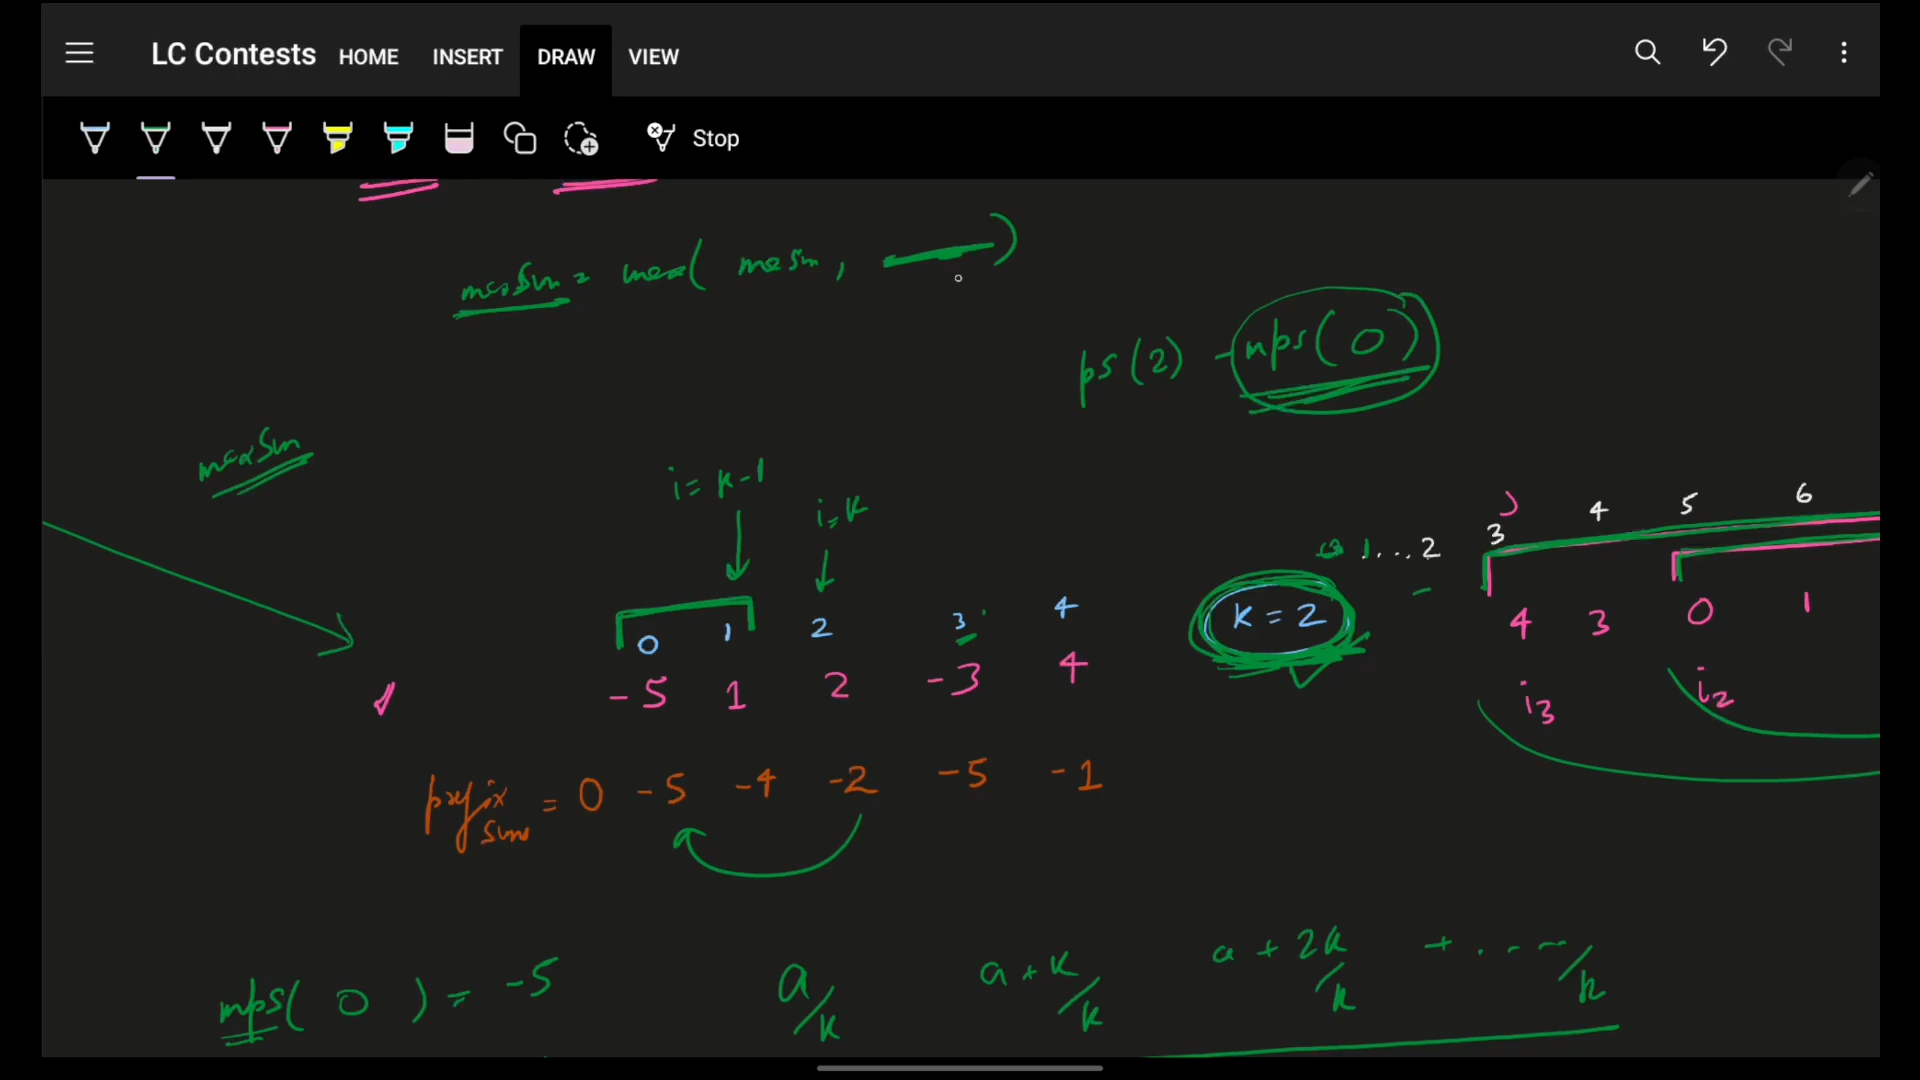 LC Contests HOME INSERT DRAW VIEW
Stop
maxSum = max( maxSum,      )
ps(2) - mps(0)
maxSum
i = k-1
i=k
1...2 3 4 5 6
0 1 2 3 4
k = 2
-5 1 2 -3 4
4 3 0 1
i3 i2
prefix sum = 0 -5 -4 -2 -5 -1
mps( 0 ) = -5
a/k a+k/k a+2k/k + .... /k